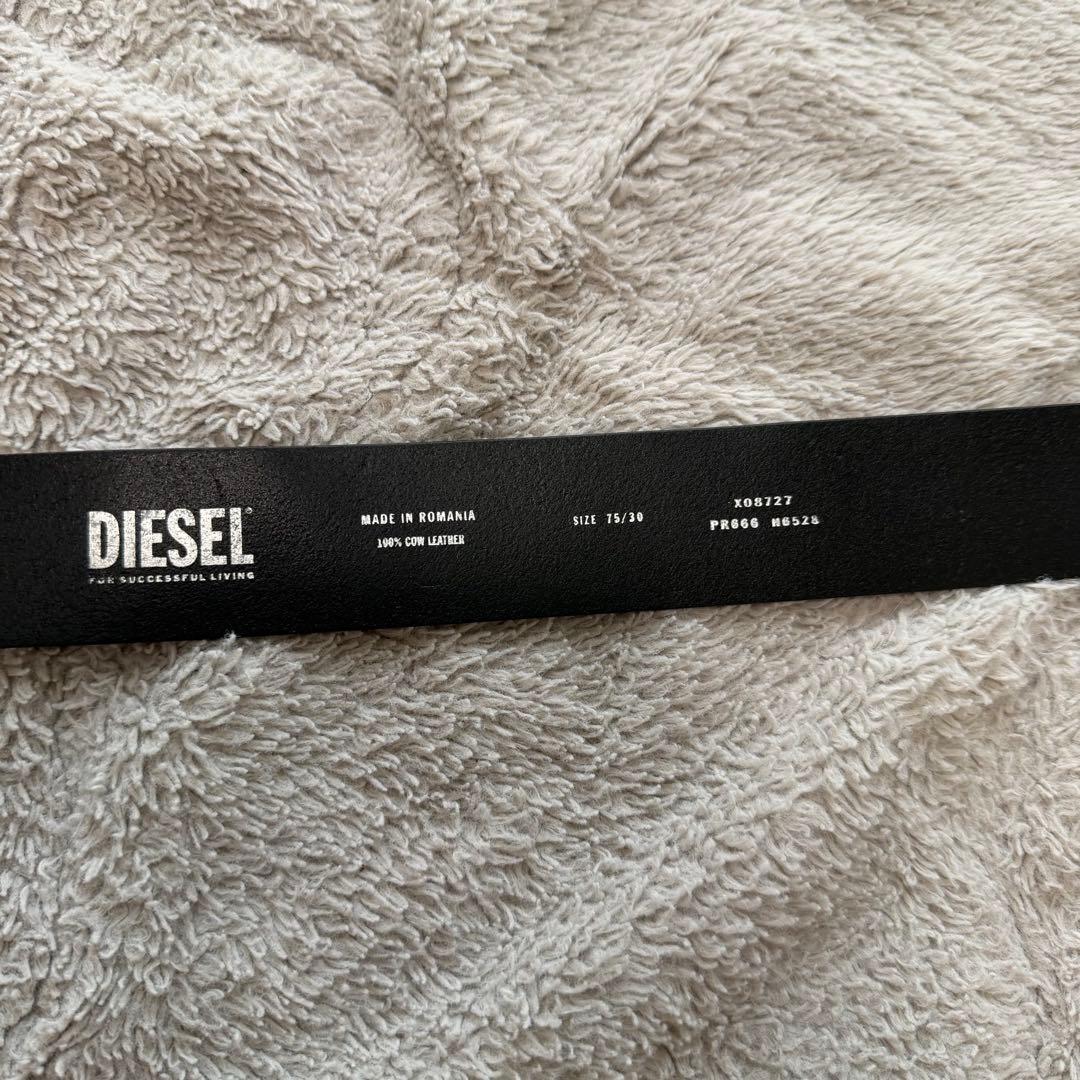 DIESEL®
FOR SUCCESSFUL LIVING
MADE IN ROMANIA
100% COW LEATHER
SIZE 75/30
X08727
PR666 H6528